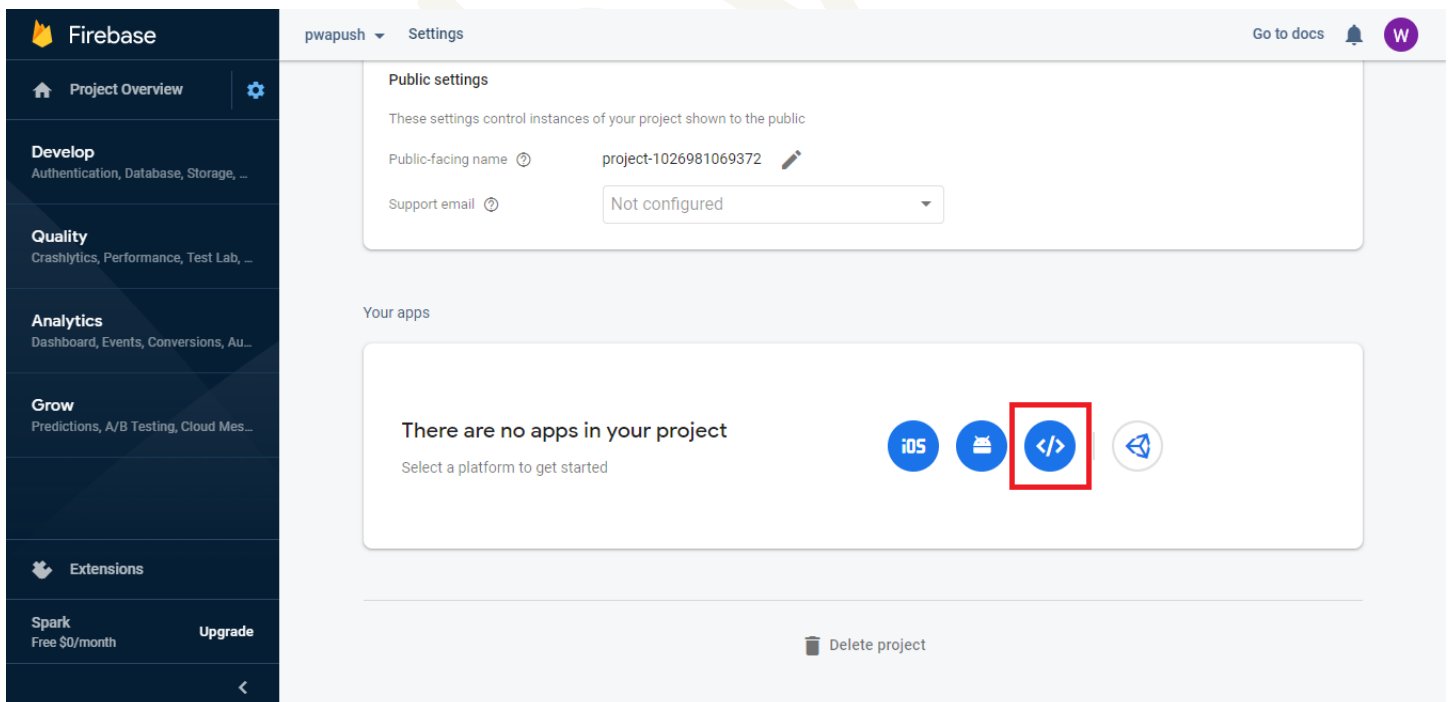 Firebase
pwapush
Settings
Go to docs
W
Project Overview
Develop
Authentication, Database, Storage, ...
Quality
Crashlytics, Performance, Test Lab, ...
Analytics
Dashboard, Events, Conversions, Au...
Grow
Predictions, A/B Testing, Cloud Mes...
Extensions
Spark
Free $0/month
Upgrade
Public settings
These settings control instances of your project shown to the public
Public-facing name
project-1026981069372
Support email
Not configured
Your apps
There are no apps in your project
Select a platform to get started
iOS
</>
Delete project